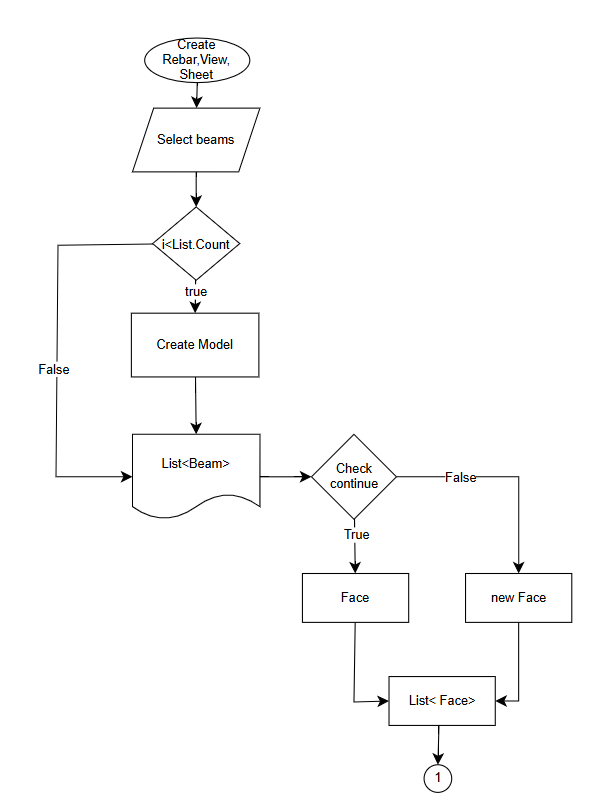 Create
Rebar,View,
Sheet
Select beams
i<List.Count
true
Create Model
False
List<Beam>
Check
continue
False
True
Face
new Face
List< Face>
1